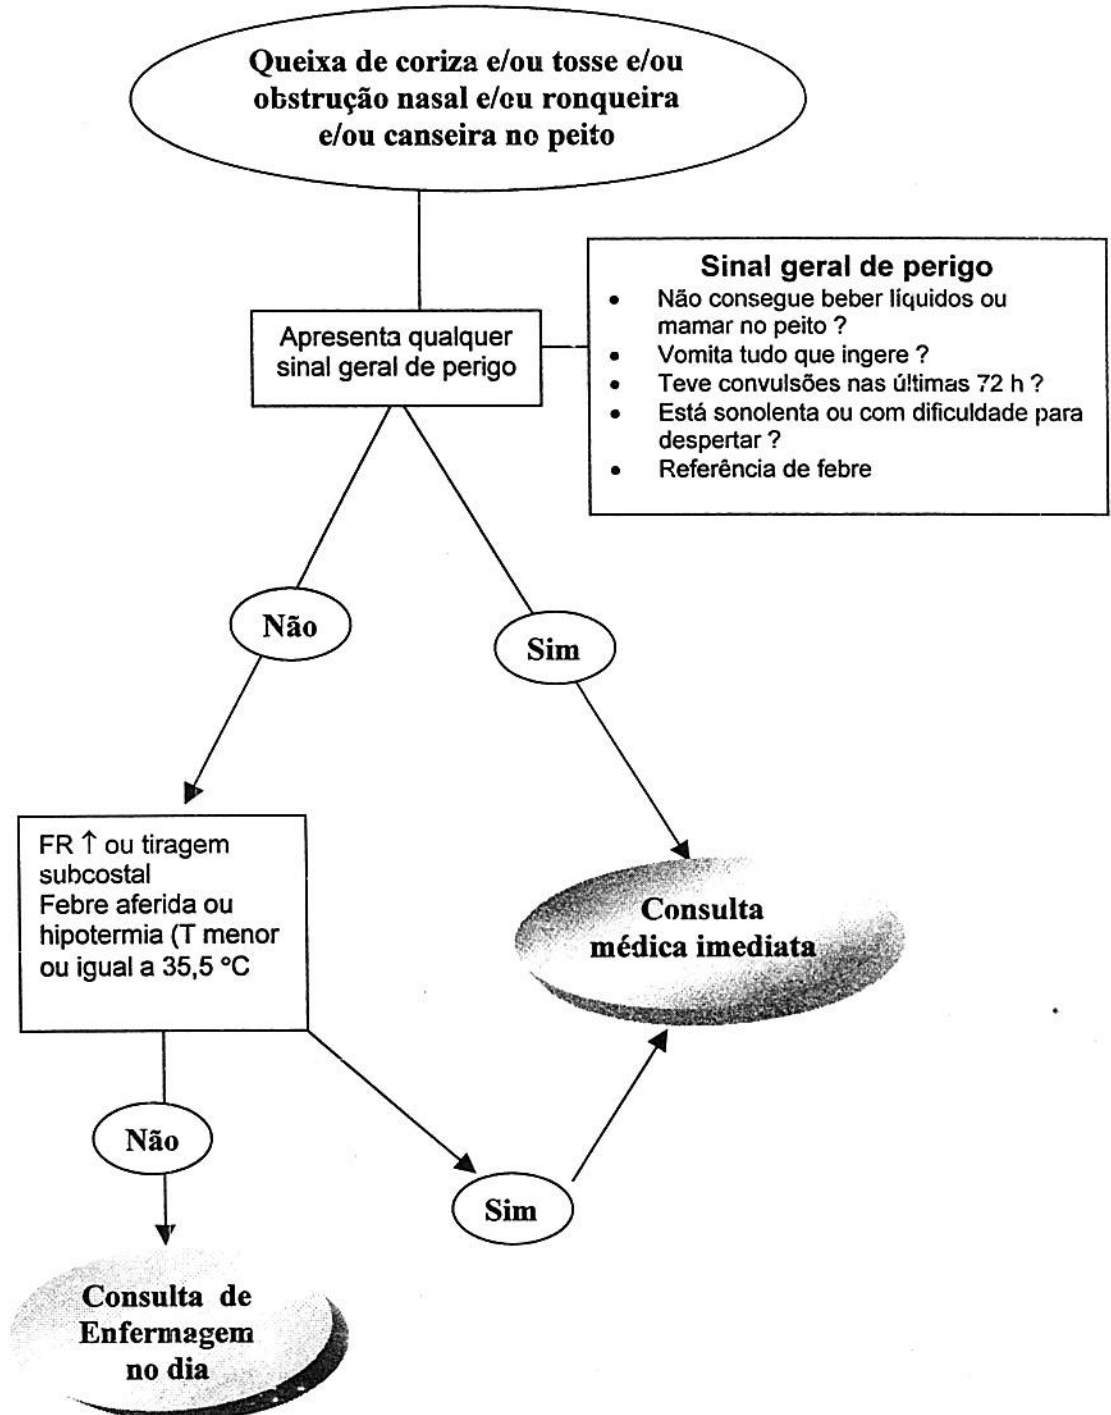 Queixa de coriza e/ou tosse e/ou
obstrução nasal e/ou ronqueira
e/ou canseira no peito
Apresenta qualquer
sinal geral de perigo
Sinal geral de perigo
• Não consegue beber líquidos ou
mamar no peito ?
• Vomita tudo que ingere ?
• Teve convulsões nas últimas 72 h ?
• Está sonolenta ou com dificuldade para
despertar ?
• Referência de febre
Não
Sim
FR ↑ ou tiragem
subcostal
Febre aferida ou
hipotermia (T menor
ou igual a 35,5 °C
Consulta
médica imediata
Não
Sim
Consulta de
Enfermagem
no dia